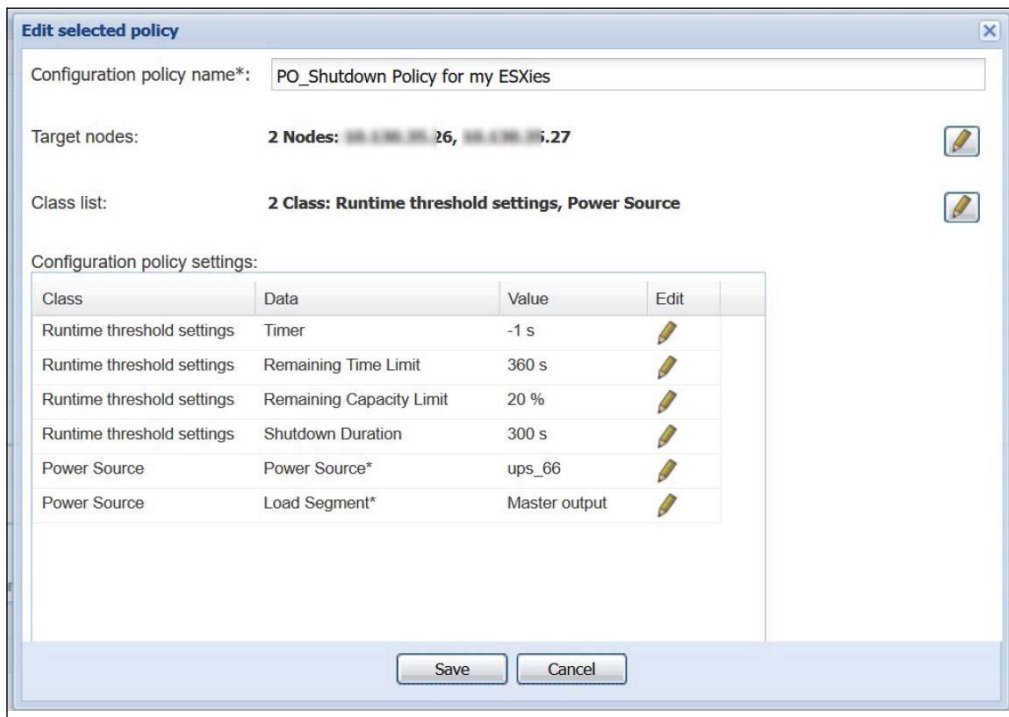 Edit selected policy
Configuration policy name*: PO_Shutdown Policy for my ESXies
Target nodes: 2 Nodes: 26, .27
Class list: 2 Class: Runtime threshold settings, Power Source
Configuration policy settings:
Class Data Value Edit
Runtime threshold settings Timer -1 s
Runtime threshold settings Remaining Time Limit 360 s
Runtime threshold settings Remaining Capacity Limit 20 %
Runtime threshold settings Shutdown Duration 300 s
Power Source Power Source* ups_66
Power Source Load Segment* Master output
Save Cancel